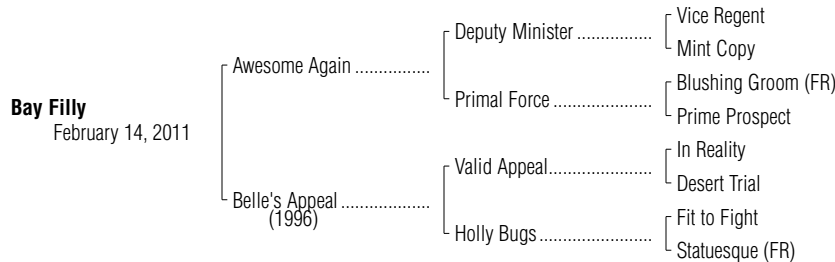 Bay Filly
February 14, 2011
Awesome Again ..................
Belle's Appeal ....................
(1996)
Deputy Minister ..................
Primal Force .......................
Valid Appeal........................
Holly Bugs..........................
Vice Regent
Mint Copy
Blushing Groom (FR)
Prime Prospect
In Reality
Desert Trial
Fit to Fight
Statuesque (FR)